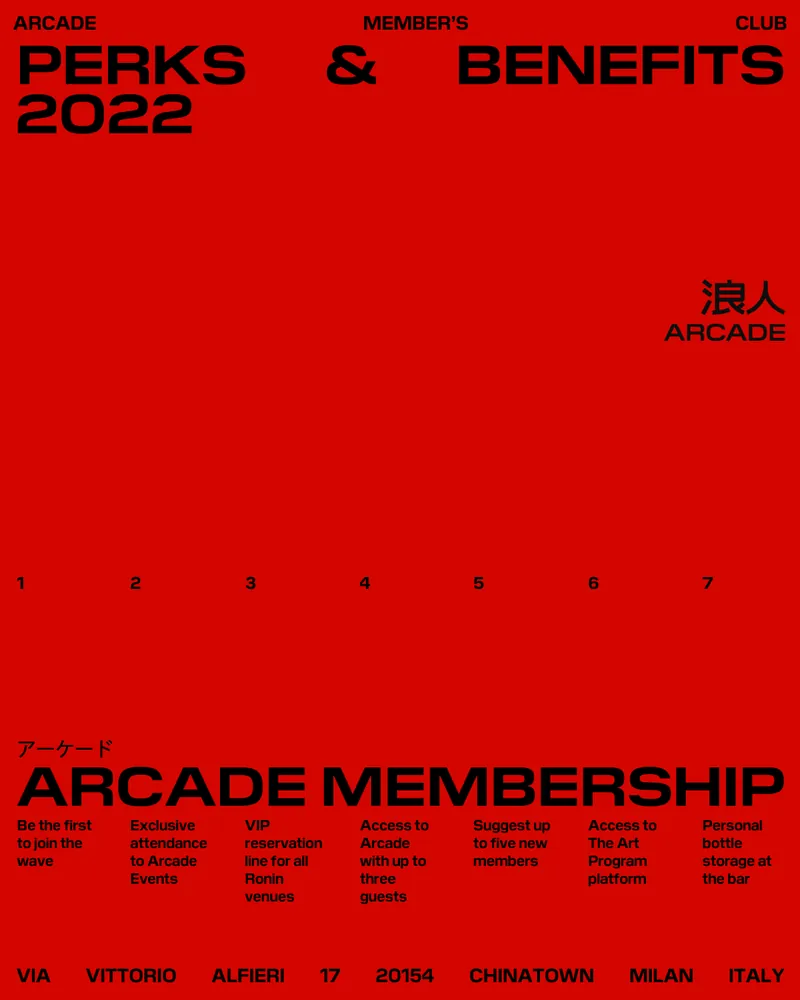 ARCADE MEMBER'S CLUB
PERKS & BENEFITS
2022
浪人
ARCADE
1 2 3 4 5 6 7
アーケード
ARCADE MEMBERSHIP
Be the first
to join the
wave
Exclusive
attendance
to Arcade
Events
VIP
reservation
line for all
Ronin
venues
Access to
Arcade
with up to
three
guests
Suggest up
to five new
members
Access to
The Art
Program
platform
Personal
bottle
storage at
the bar
VIA VITTORIO ALFIERI 17 20154 CHINATOWN MILAN ITALY